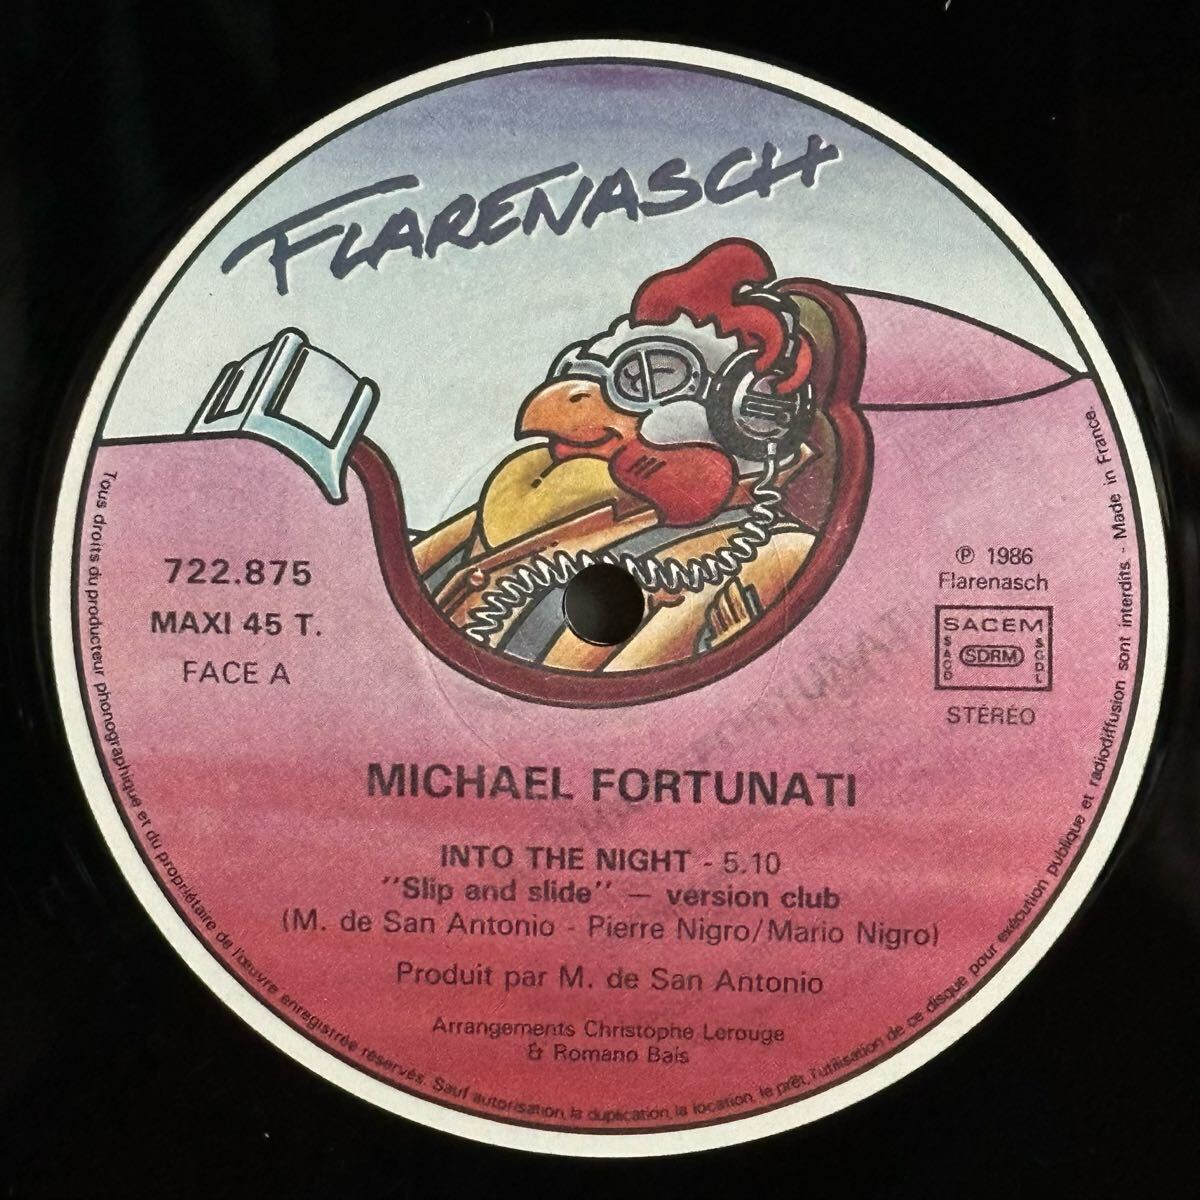 FLARENASCH
722.875
MAXI 45 T.
FACE A
℗ 1986
Flarenasch
SACEM
SACD
SDRM
SGDL
STÉRÉO
MICHAEL FORTUNATI
INTO THE NIGHT - 5.10
"Slip and slide" — version club
(M. de San Antonio - Pierre Nigro/Mario Nigro)
Produit par M. de San Antonio
Arrangements Christophe Lerouge
& Romano Bais
Tous droits du producteur phonographique et du propriétaire de l'œuvre enregistrée réservés. Sauf autorisation, la duplication, la location, le prêt, l'utilisation de ce disque pour exécution publique et radiodiffusion sont interdits. - Made in France.